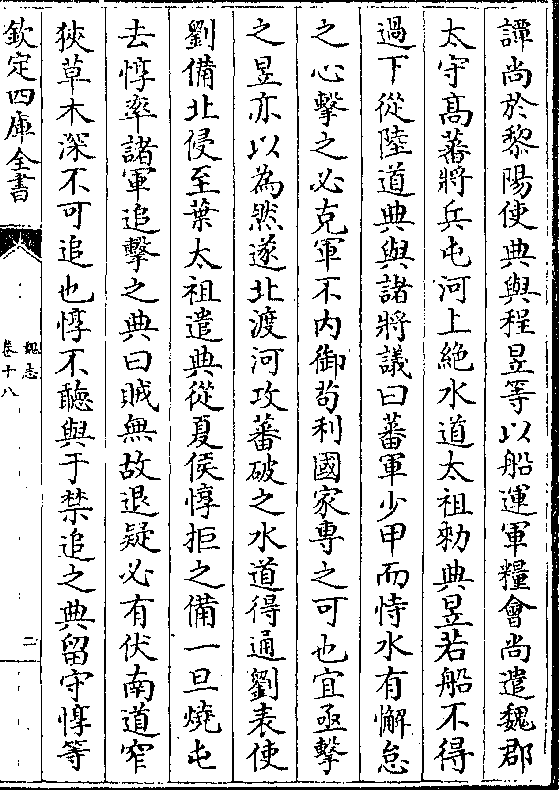 譚尚於黎陽使典與程昱等以船運軍糧會尚遣魏郡
太守髙蕃將兵屯河上絶水道太祖勑典昱若船不得
過下從陸道典與諸將議曰蕃軍少甲而恃水有懈怠
之心擊之必克軍不内御茍利國家専之可也宜亟擊
之昱亦以為然遂北渡河攻蕃破之水道得通劉表使
劉備北侵至葉太祖遣典從夏侯惇拒之備一旦燒屯
去惇率諸軍追擊之典曰賊無故退疑必有伏南道窄
狹草木深不可追也惇不聽與于禁追之典留守惇等
欽定四庫全書
魏志
卷十八
二